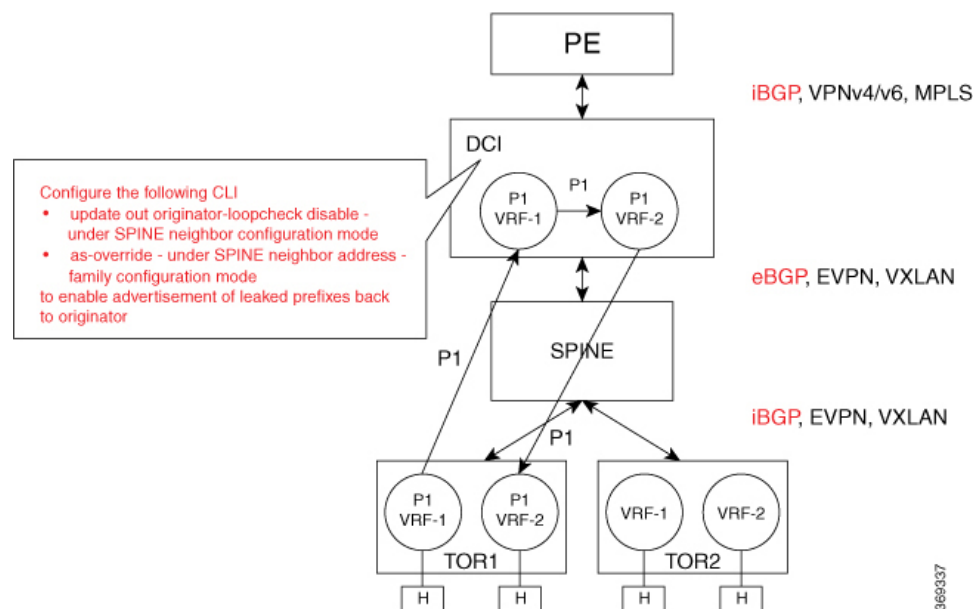 PE
iBGP, VPNv4/v6, MPLS
DCI
Configure the following CLI
• update out originator-loopcheck disable -
under SPINE neighbor configuration mode
• as-override - under SPINE neighbor address -
family configuration mode
to enable advertisement of leaked prefixes back
to originator
P1
VRF-1
P1
P1
VRF-2
eBGP, EVPN, VXLAN
SPINE
P1
iBGP, EVPN, VXLAN
P1
P1
VRF-1
P1
VRF-2
VRF-1
VRF-2
TOR1
TOR2
H
H
H
H
369337